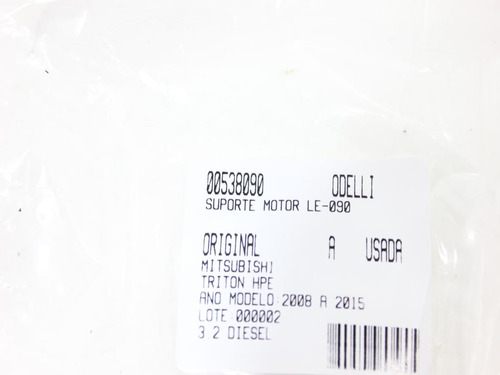 00538090 ODELLI
SUPORTE MOTOR LE-090
ORIGINAL A USADA
MITSUBISHI
TRITON HPE
ANO MODELO:2008 A 2015
LOTE:000002
3.2 DIESEL